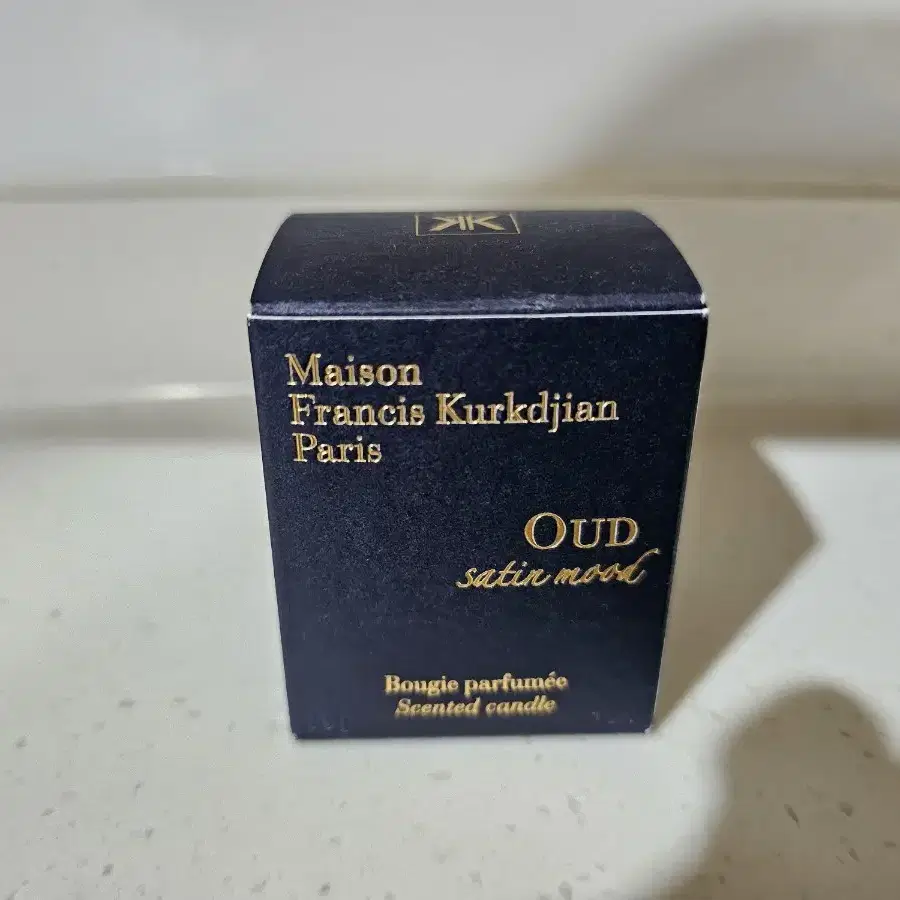 Maison
Francis Kurkdjian
Paris
OUD
satin mood
Bougie parfumée
Scented candle